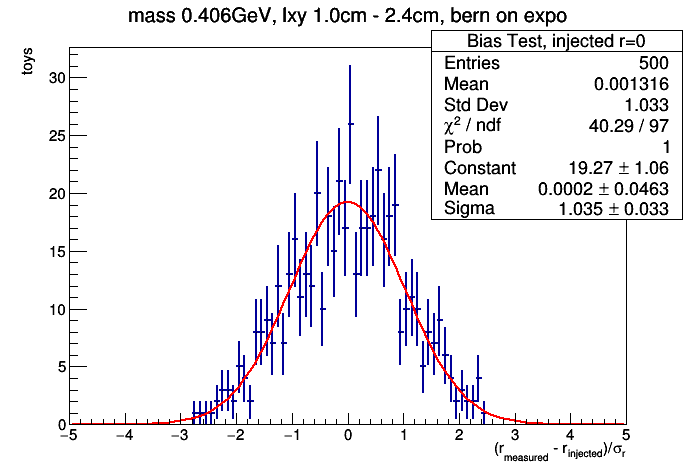 mass 0.406GeV, lxy 1.0cm - 2.4cm, bern on expo
toys
Bias Test, injected r=0
Entries 500
Mean 0.001316
Std Dev 1.033
χ² / ndf 40.29 / 97
Prob 1
Constant 19.27 ± 1.06
Mean 0.0002 ± 0.0463
Sigma 1.035 ± 0.033
30
25
20
15
10
5
0
−5 −4 −3 −2 −1 0 1 2 3 4 5
(r_measured - r_injected)/σ_r